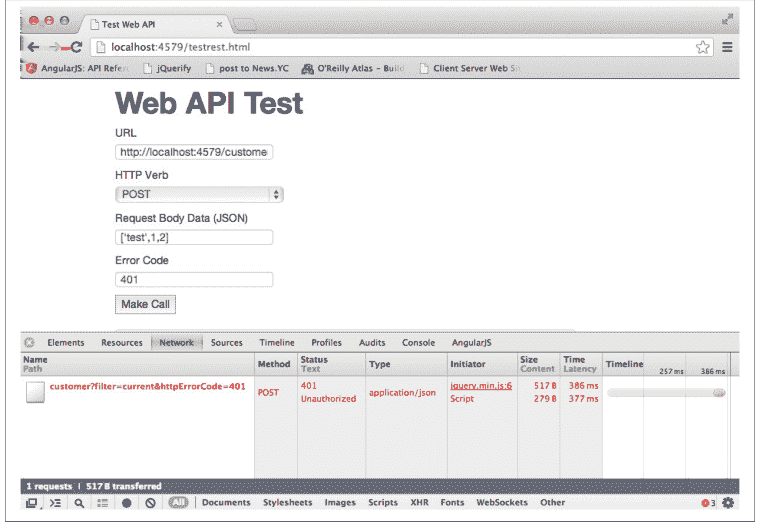 Test Web API
localhost:4579/testrest.html
AngularJS: API Refer jQuerify post to News.YC O'Reilly Atlas – Build Client Server Web Si
Web API Test
URL
http://localhost:4579/custome
HTTP Verb
POST
Request Body Data (JSON)
['test',1,2]
Error Code
401
Make Call
Elements Resources Network Sources Timeline Profiles Audits Console AngularJS
Name Method Status Type Initiator Size Time Timeline
Path Text Content Latency 257 ms 386 ms
customer?filter=current&httpErrorCode=401 POST 401 application/json jquery.min.js:6 517 B 386 ms
Unauthorized Script 279 B 377 ms
1 requests | 517 B transferred
All Documents Stylesheets Images Scripts XHR Fonts WebSockets Other 3